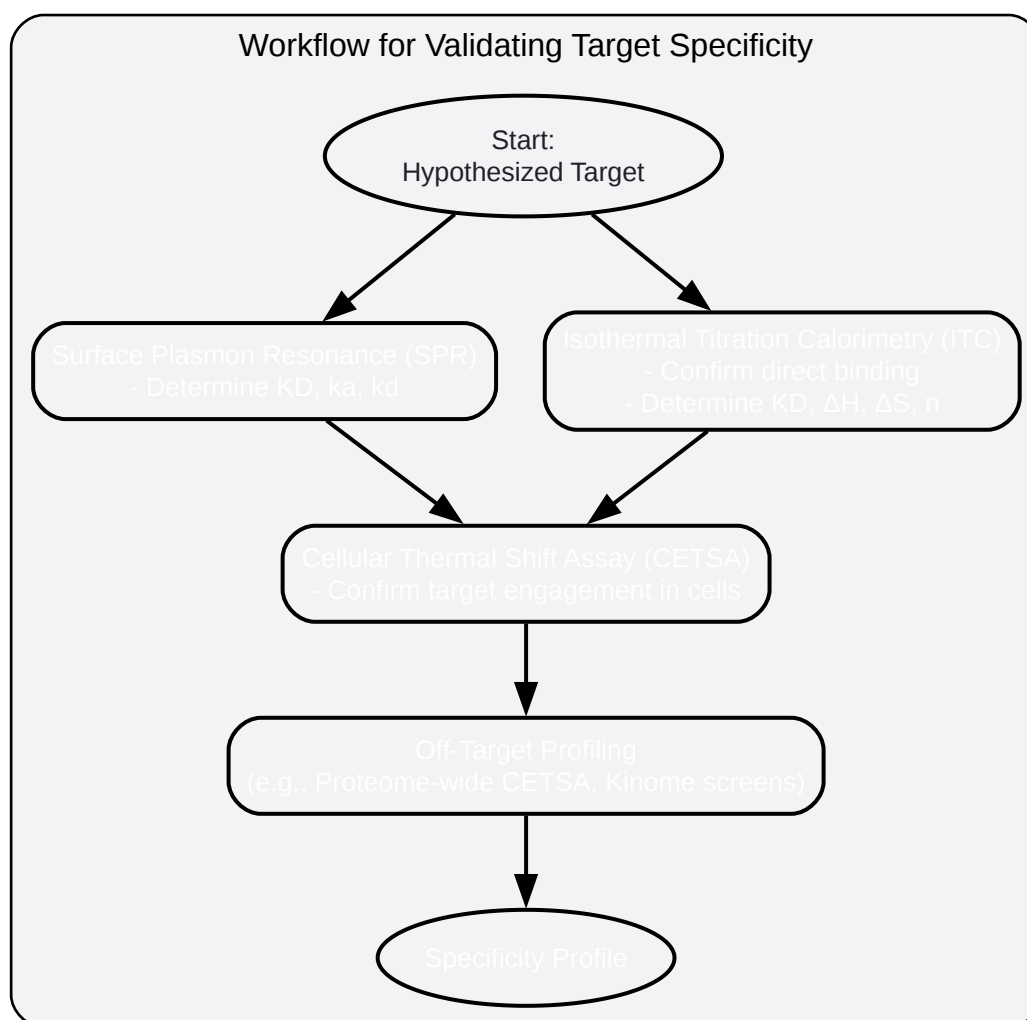 Workflow for Validating Target Specificity
Start:
Hypothesized Target
Surface Plasmon Resonance (SPR)
- Determine KD, ka, kd
Isothermal Titration Calorimetry (ITC)
- Confirm direct binding
- Determine KD, ΔH, ΔS, n
Cellular Thermal Shift Assay (CETSA)
- Confirm target engagement in cells
Off-Target Profiling
(e.g., Proteome-wide CETSA, Kinome screens)
Specificity Profile